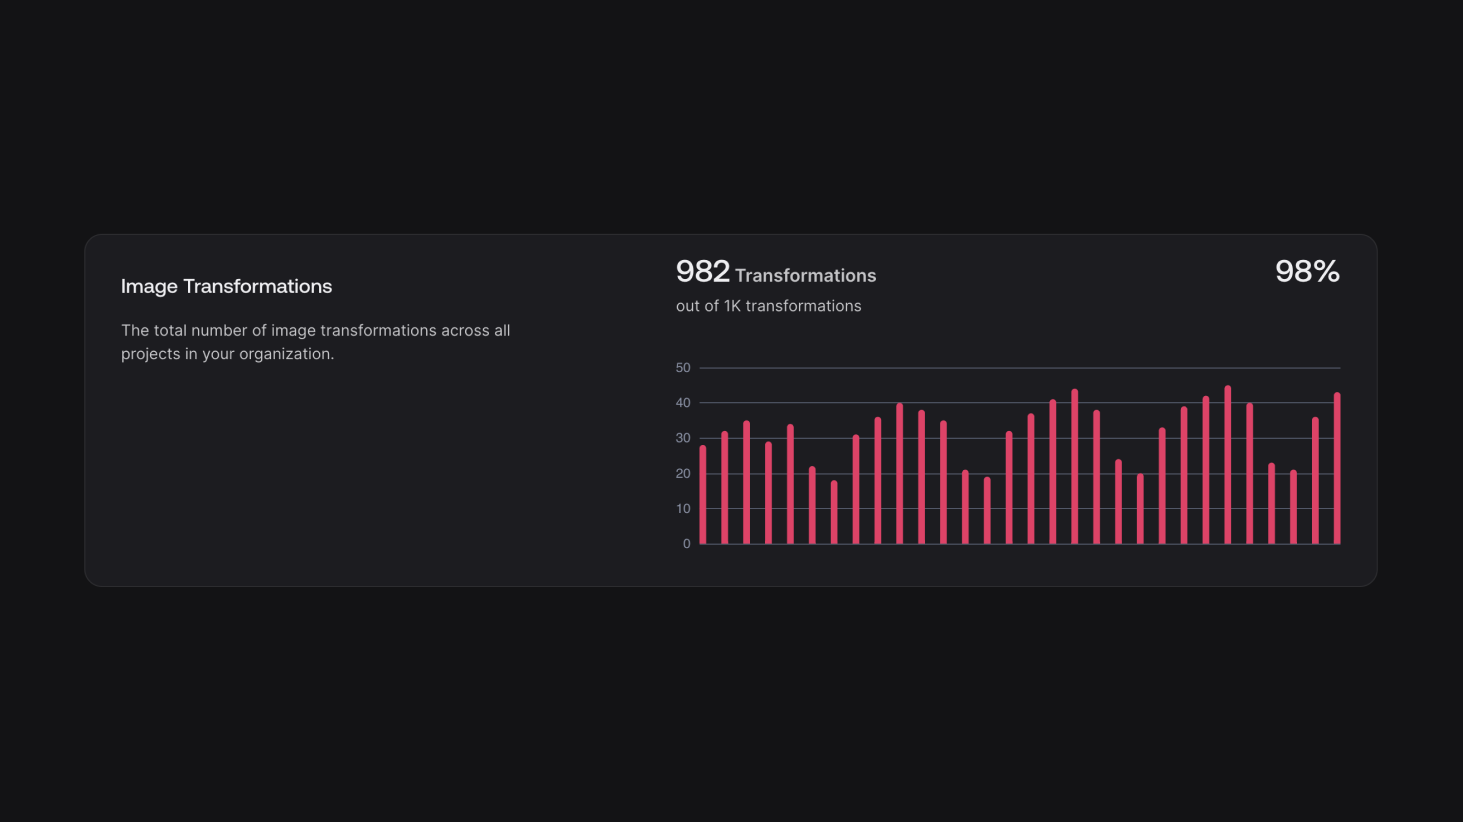 Image Transformations
The total number of image transformations across all
projects in your organization.
982 Transformations
98%
out of 1K transformations
50
40
30
20
10
0